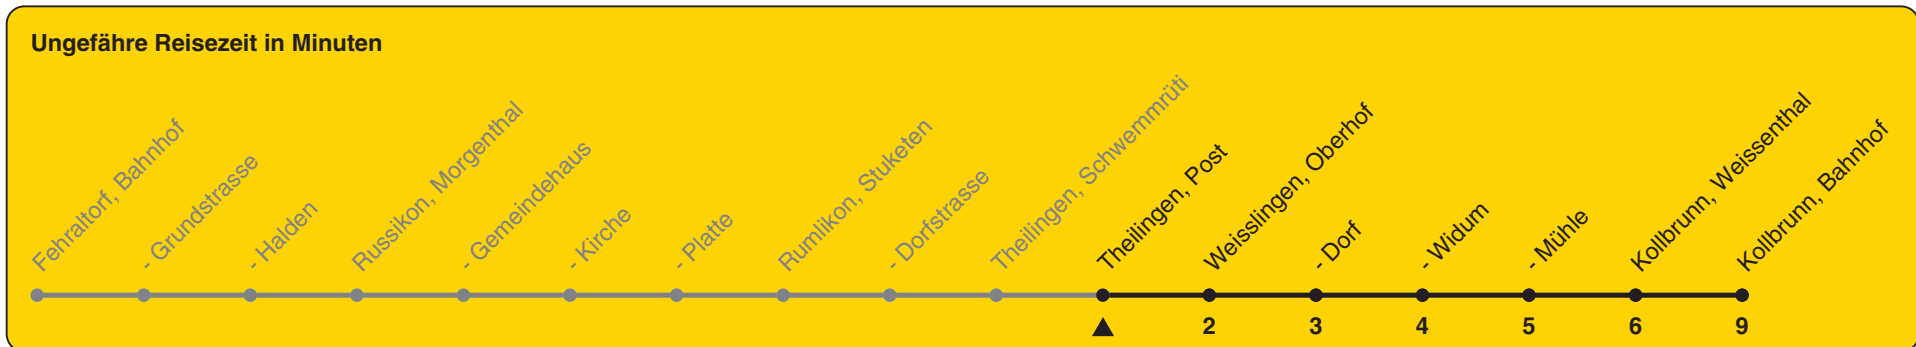 Ungefähre Reisezeit in Minuten
Fehraltorf, Bahnhof
- Grundstrasse
- Halden
Russikon, Morgenthal
- Gemeindehaus
- Kirche
- Platte
Rumlikon, Stuketen
- Dorfstrasse
Theilingen, Schwemmrüti
Theilingen, Post
Weisslingen, Oberhof
- Dorf
- Widum
- Mühle
Kollbrunn, Weissenthal
Kollbrunn, Bahnhof
2 3 4 5 6 9